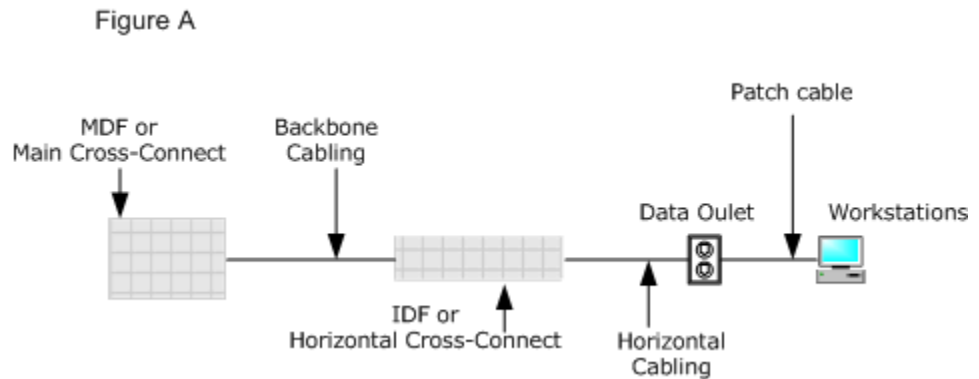 Figure A
Patch cable
MDF or
Main Cross-Connect
Backbone
Cabling
Data Oulet
Workstations
IDF or
Horizontal Cross-Connect
Horizontal
Cabling